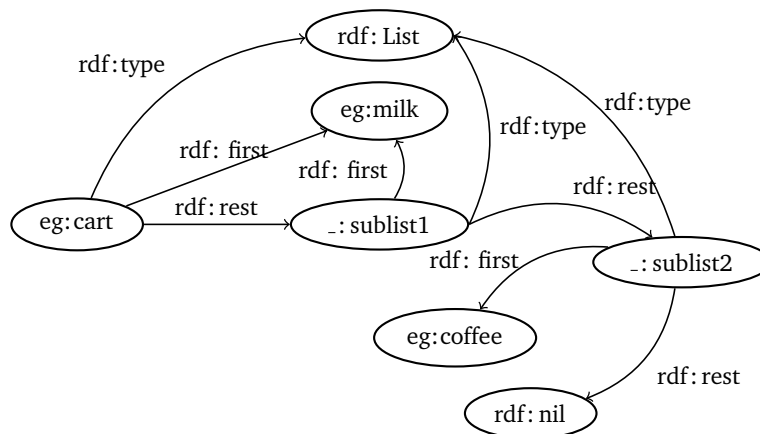 rdf: List
rdf:type
eg:milk
rdf:type
rdf:type
rdf: first
rdf: first
rdf: rest
rdf: rest
eg:cart
_: sublist1
_: sublist2
rdf: first
eg:coffee
rdf: rest
rdf: nil